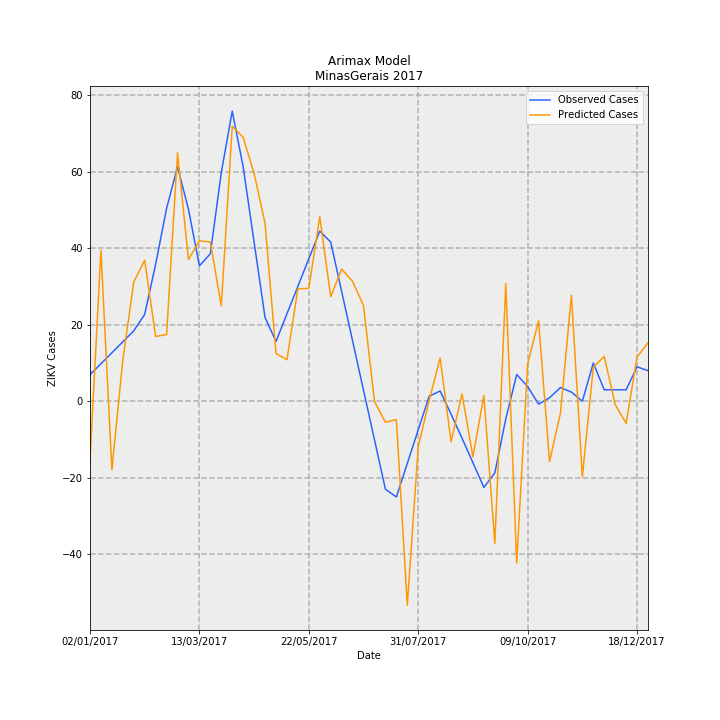 Arimax Model
MinasGerais 2017
Observed Cases
Predicted Cases
80
60
40
20
0
−20
−40
ZIKV Cases
02/01/2017
13/03/2017
22/05/2017
31/07/2017
09/10/2017
18/12/2017
Date